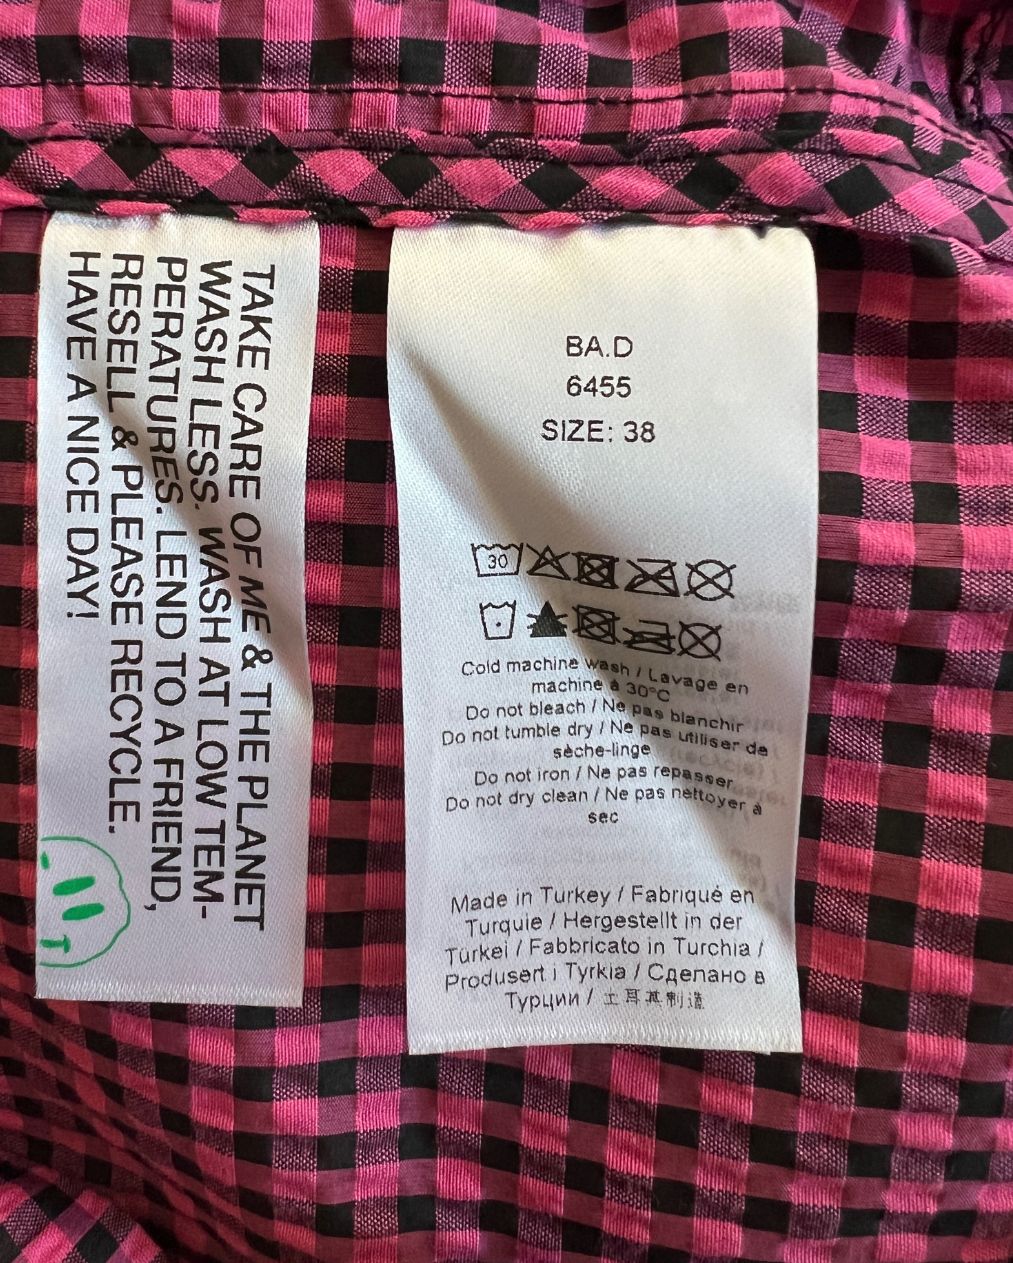 TAKE CARE OF ME & THE PLANET
WASH LESS. WASH AT LOW TEM-
PERATURES. LEND TO A FRIEND,
RESELL & PLEASE RECYCLE.
HAVE A NICE DAY!
BA.D
6455
SIZE: 38
30
Cold machine wash / Lavage en
machine à 30°C
Do not bleach / Ne pas blanchir
Do not tumble dry / Ne pas utiliser de
sèche-linge
Do not iron / Ne pas repasser
Do not dry clean / Ne pas nettoyer à
sec
Made in Turkey / Fabriqué en
Turquie / Hergestellt in der
Türkei / Fabbricato in Turchia /
Produsert i Tyrkia / Сделано в
Турции / 土耳其制造